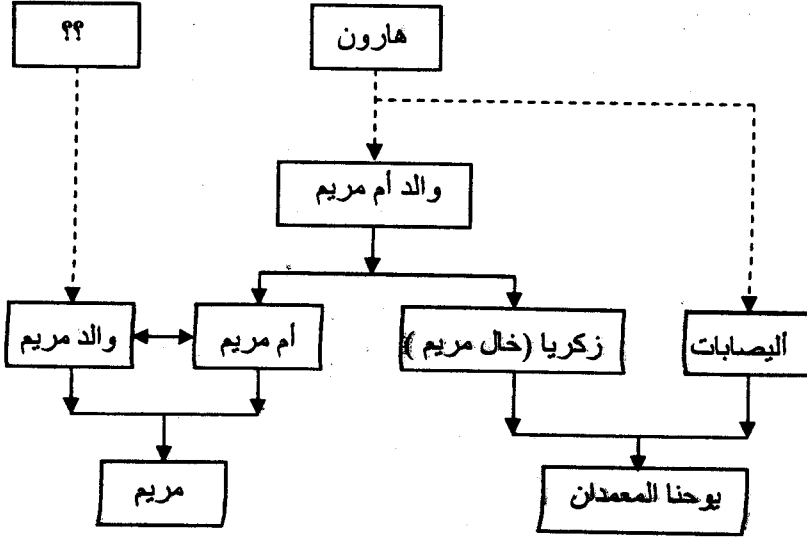 هارون
؟؟
والد أم مريم
أليصابات
زكريا (خال مريم )
أم مريم
والد مريم
يوحنا المعمدان
مريم